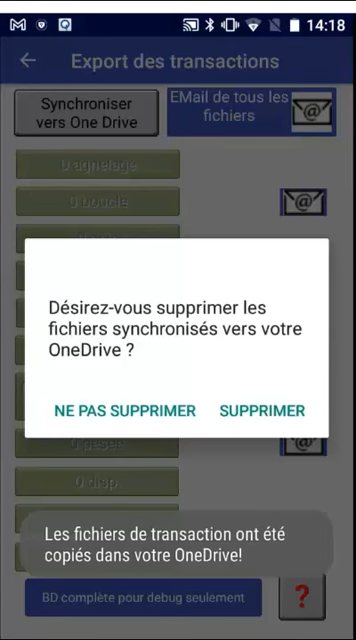 14:18
Export des transactions
Synchroniser
vers One Drive
EMail de tous les
fichiers
0 agnelage
0 boucle
Désirez-vous supprimer les
fichiers synchronisés vers votre
OneDrive ?
NE PAS SUPPRIMER SUPPRIMER
0 pesée
0 disp.
Les fichiers de transaction ont été
copiés dans votre OneDrive!
BD complète pour debug seulement
?